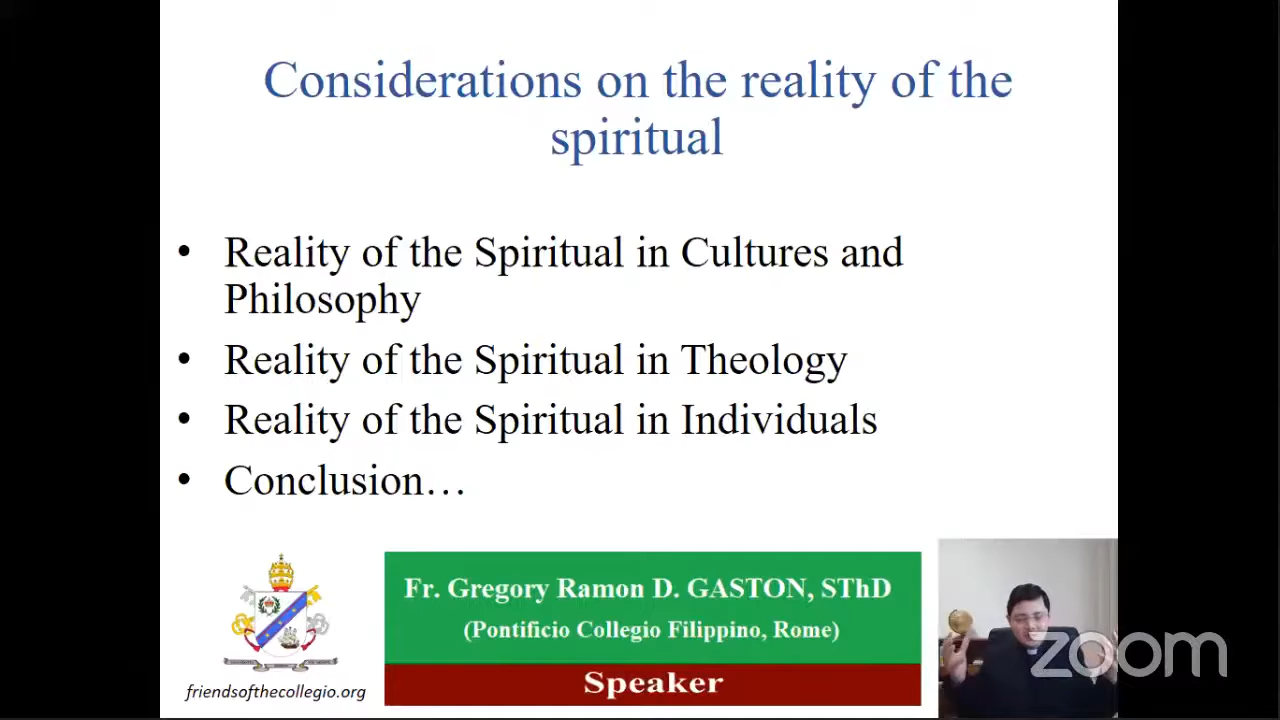 Considerations on the reality of the
spiritual
• Reality of the Spiritual in Cultures and
Philosophy
• Reality of the Spiritual in Theology
• Reality of the Spiritual in Individuals
• Conclusion…
Fr. Gregory Ramon D. GASTON, SThD
(Pontificio Collegio Filippino, Rome)
Speaker
friendsofthecollegio.org
zoom